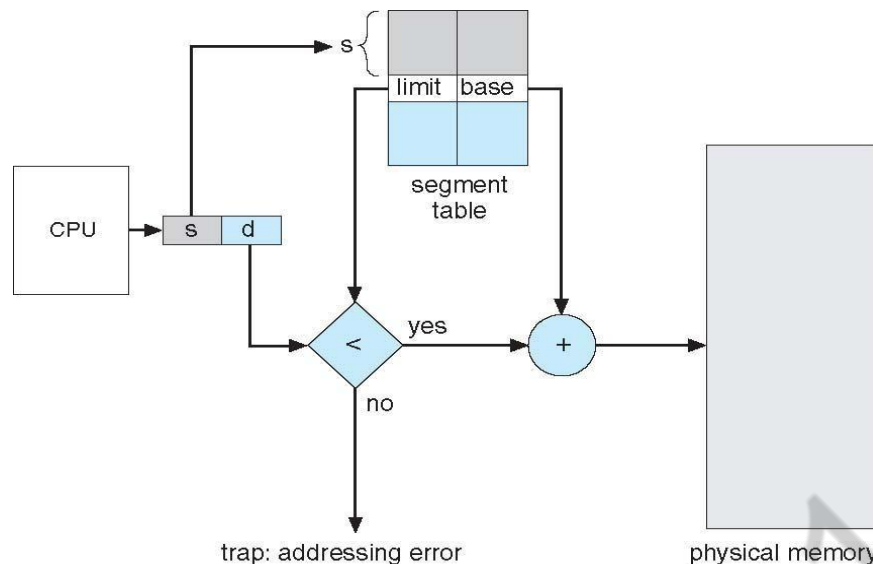 s
limit base
segment
table
CPU
s d
<
yes
+
no
trap: addressing error
physical memory